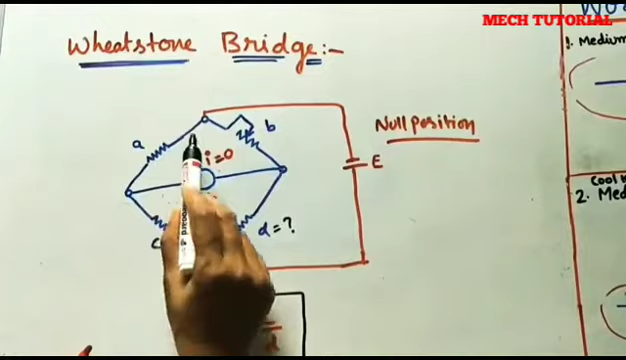 MECH TUTORIAL
Wheatstone Bridge:-
1. Medium
a
b
Null position
i=0
E
2. Med
c
d=?